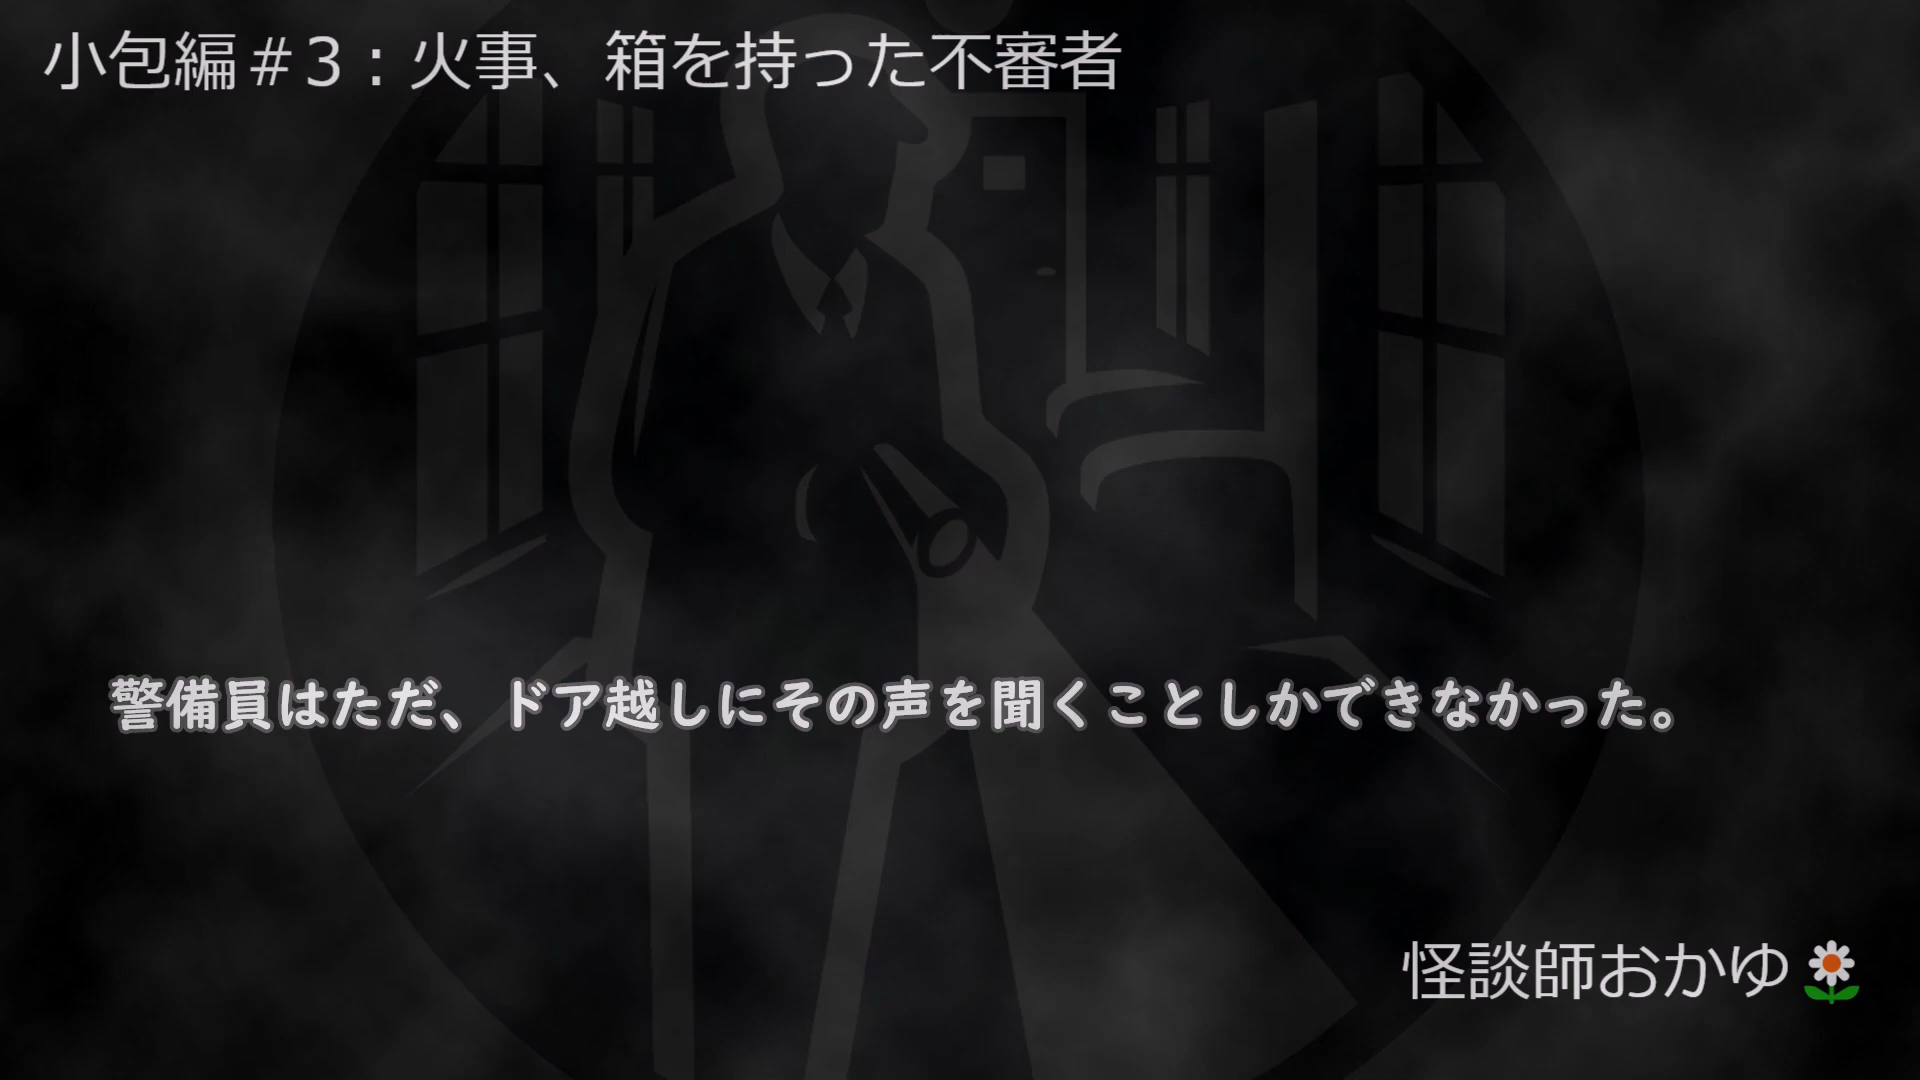 小包編＃3：火事、箱を持った不審者
警備員はただ、ドア越しにその声を聞くことしかできなかった。
怪談師おかゆ